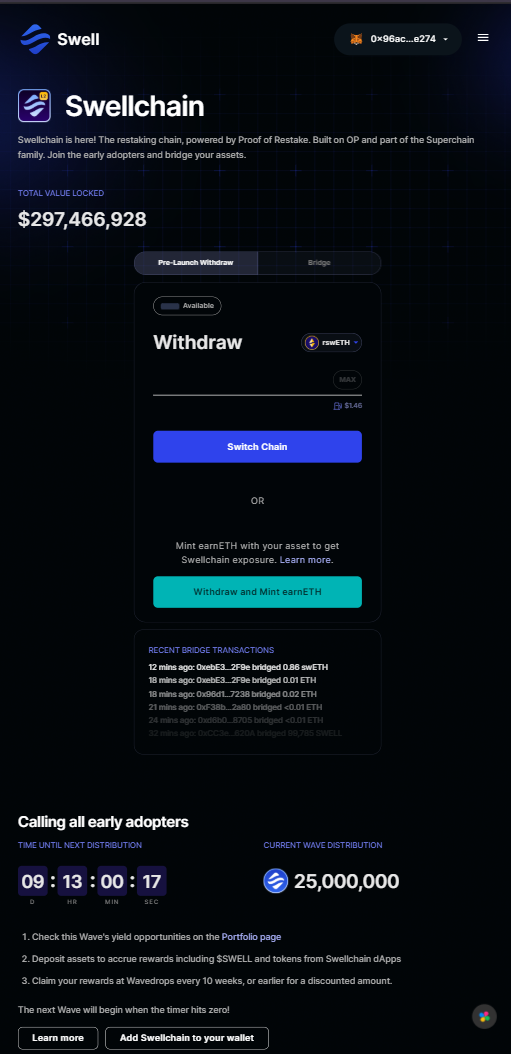 Swell
0x96ac...e274
L2
Swellchain
Swellchain is here! The restaking chain, powered by Proof of Restake. Built on OP and part of the Superchain
family. Join the early adopters and bridge your assets.
TOTAL VALUE LOCKED
$297,466,928
Pre-Launch Withdraw
Bridge
Available
Withdraw
rswETH
MAX
$1.46
Switch Chain
OR
Mint earnETH with your asset to get
Swellchain exposure. Learn more.
Withdraw and Mint earnETH
RECENT BRIDGE TRANSACTIONS
12 mins ago: 0xebE3...2F9e bridged 0.86 swETH
18 mins ago: 0xebE3...2F9e bridged 0.01 ETH
18 mins ago: 0x96d1...7238 bridged 0.02 ETH
21 mins ago: 0xF38b...2a80 bridged <0.01 ETH
24 mins ago: 0xd6b0...8705 bridged <0.01 ETH
32 mins ago: 0xCC3e...620A bridged 99,785 SWELL
Calling all early adopters
TIME UNTIL NEXT DISTRIBUTION
09 : 13 : 00 : 17
D HR MIN SEC
CURRENT WAVE DISTRIBUTION
25,000,000
1. Check this Wave's yield opportunities on the Portfolio page
2. Deposit assets to accrue rewards including $SWELL and tokens from Swellchain dApps
3. Claim your rewards at Wavedrops every 10 weeks, or earlier for a discounted amount.
The next Wave will begin when the timer hits zero!
Learn more
Add Swellchain to your wallet